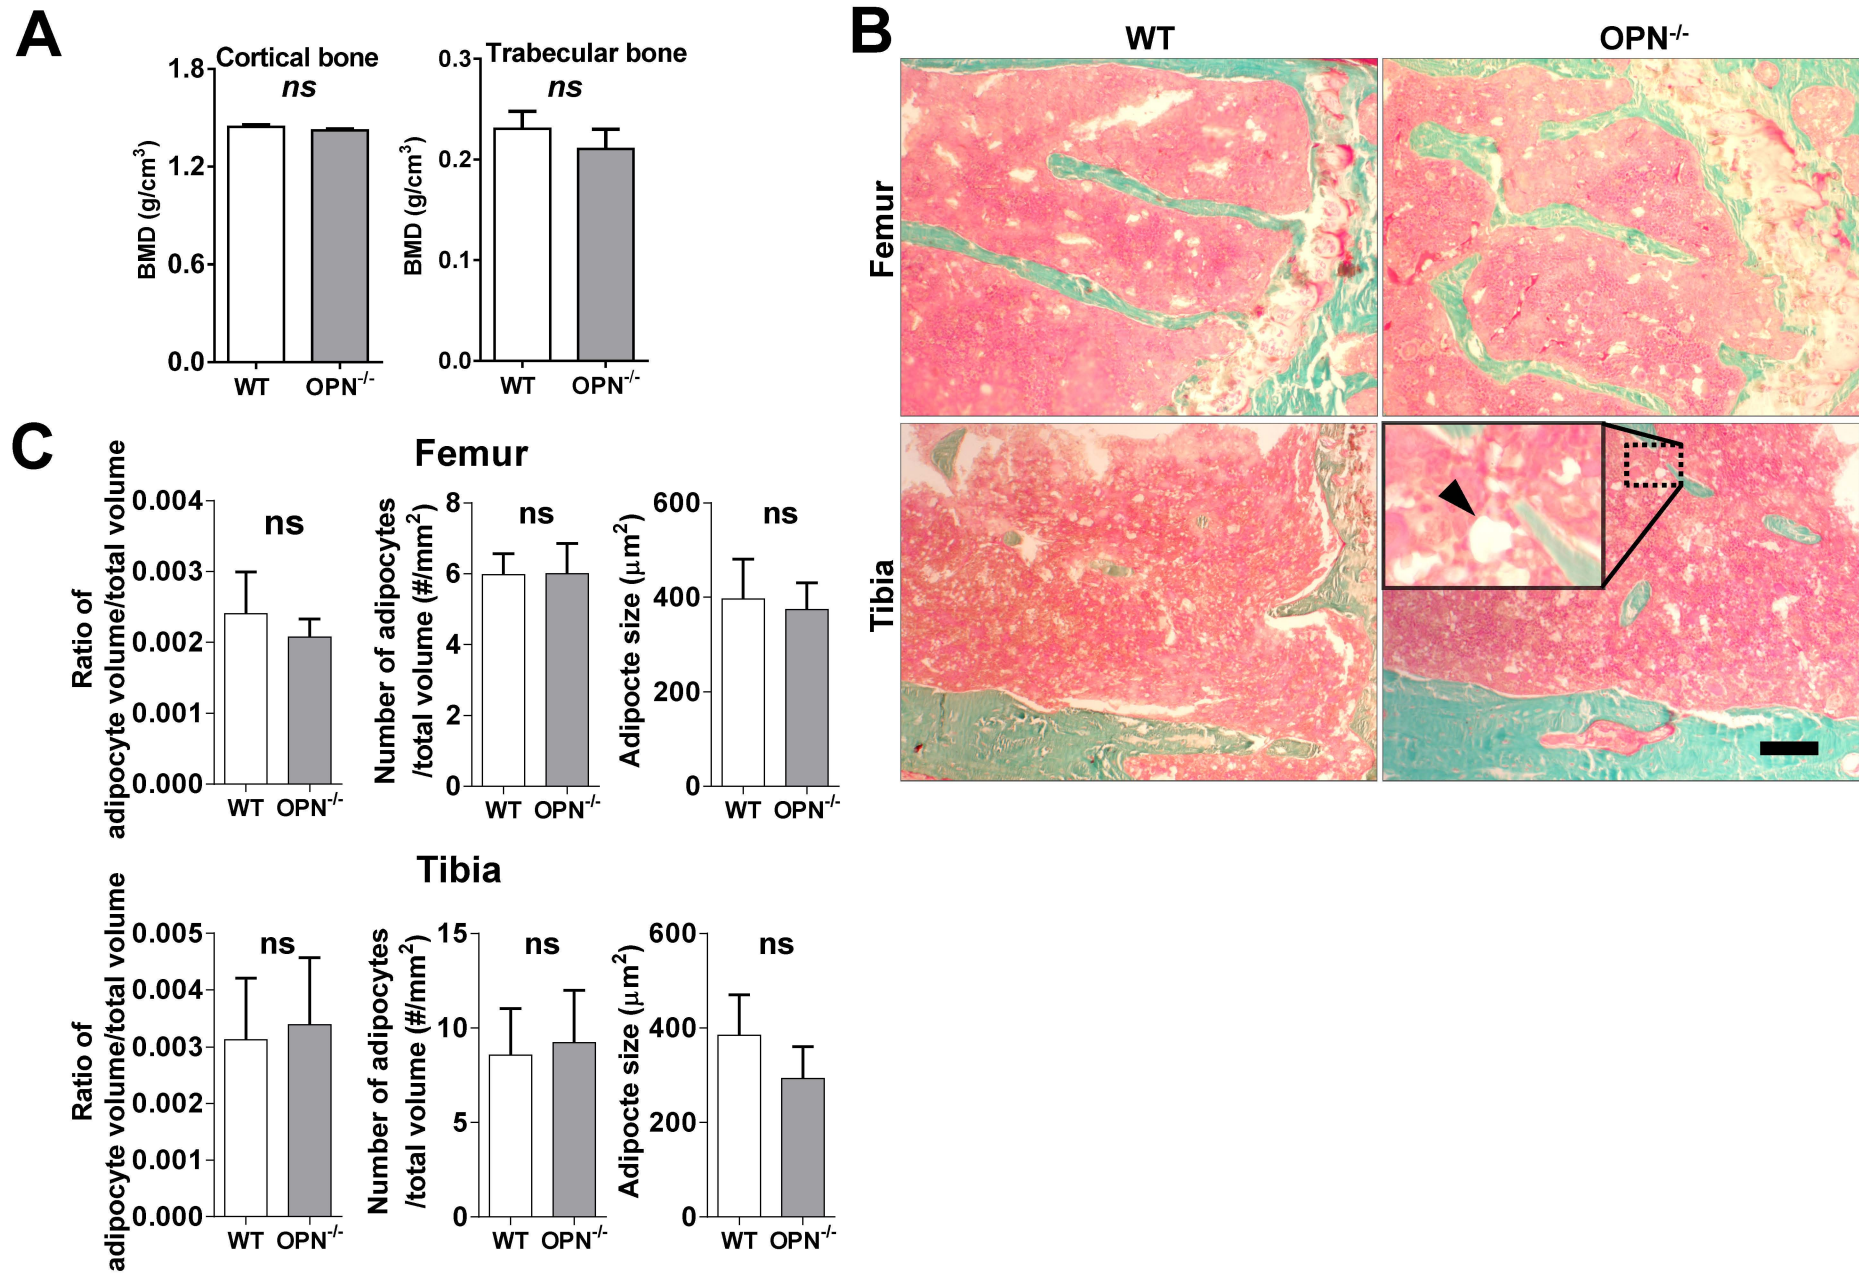 A
Cortical bone
ns
1.8
1.2
0.6
0.0
BMD (g/cm³)
WT
OPN⁻/⁻
Trabecular bone
ns
0.3
0.2
0.1
0.0
BMD (g/cm³)
WT
OPN⁻/⁻
B
WT
OPN⁻/⁻
Femur
Tibia
C
Femur
Ratio of
adipocyte volume/total volume
0.004
0.003
0.002
0.001
0.000
ns
WT
OPN⁻/⁻
Number of adipocytes
/total volume (#/mm²)
8
6
4
2
0
ns
WT
OPN⁻/⁻
Adipocte size (μm²)
600
400
200
0
ns
WT
OPN⁻/⁻
Tibia
Ratio of
adipocyte volume/total volume
0.005
0.004
0.003
0.002
0.001
0.000
ns
WT
OPN⁻/⁻
Number of adipocytes
/total volume (#/mm²)
15
10
5
0
ns
WT
OPN⁻/⁻
Adipocte size (μm²)
600
400
200
0
ns
WT
OPN⁻/⁻